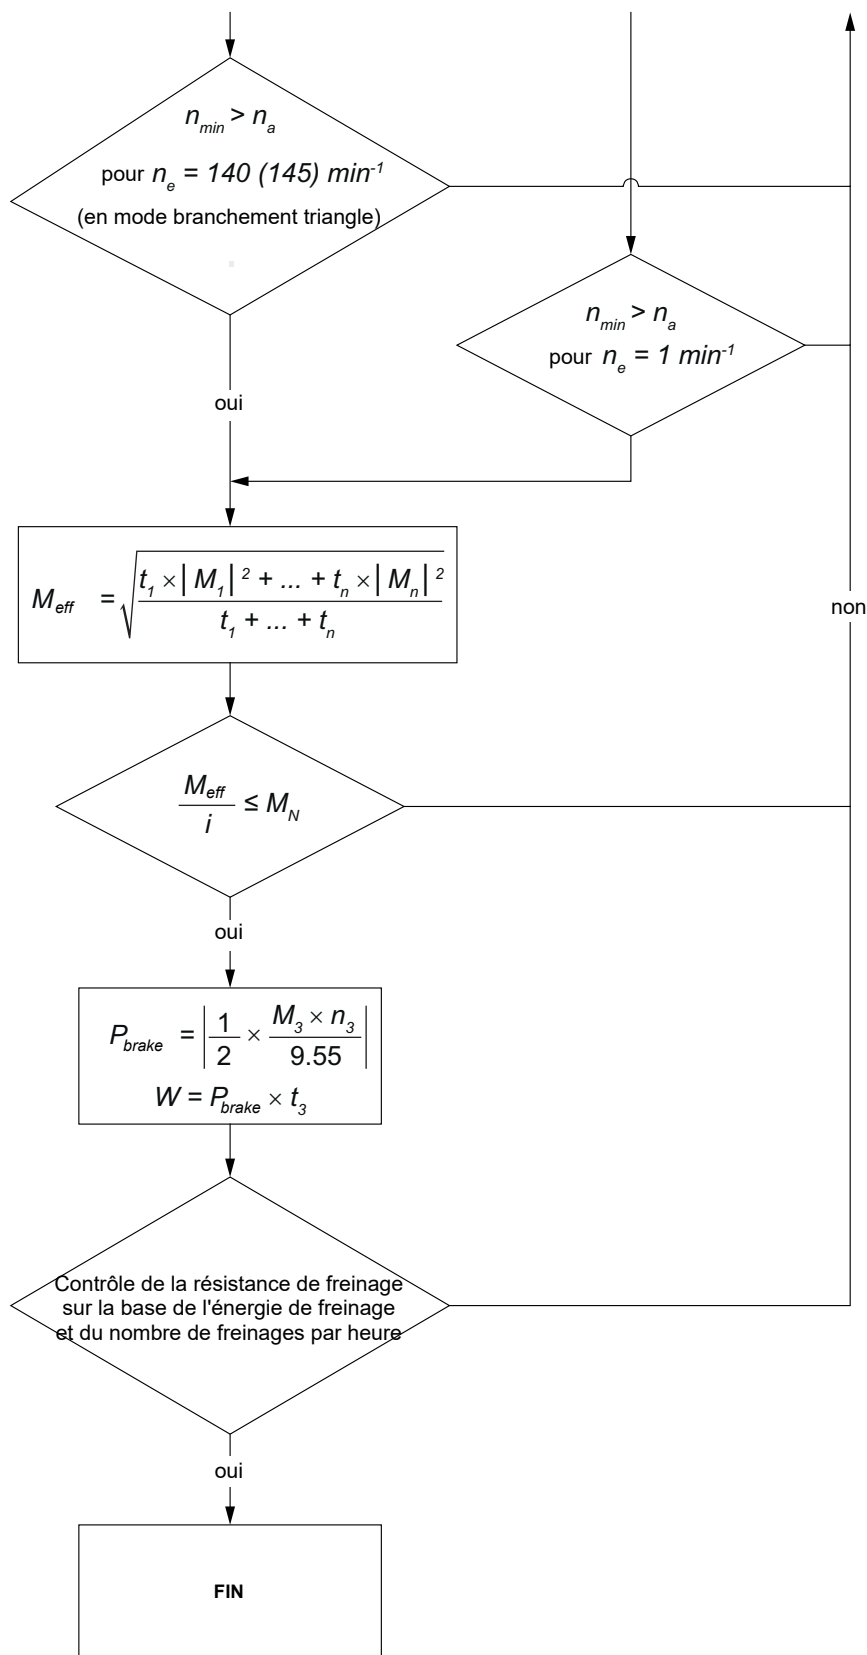 n_min > n_a
pour n_e = 140 (145) min⁻¹
(en mode branchement triangle)
n_min > n_a
pour n_e = 1 min⁻¹
oui
M_eff = √((t_1 × |M_1|² + ... + t_n × |M_n|²) / (t_1 + ... + t_n))
non
M_eff / i ≤ M_N
oui
P_brake = |1/2 × (M_3 × n_3) / 9.55|
W = P_brake × t_3
Contrôle de la résistance de freinage
sur la base de l'énergie de freinage
et du nombre de freinages par heure
oui
FIN